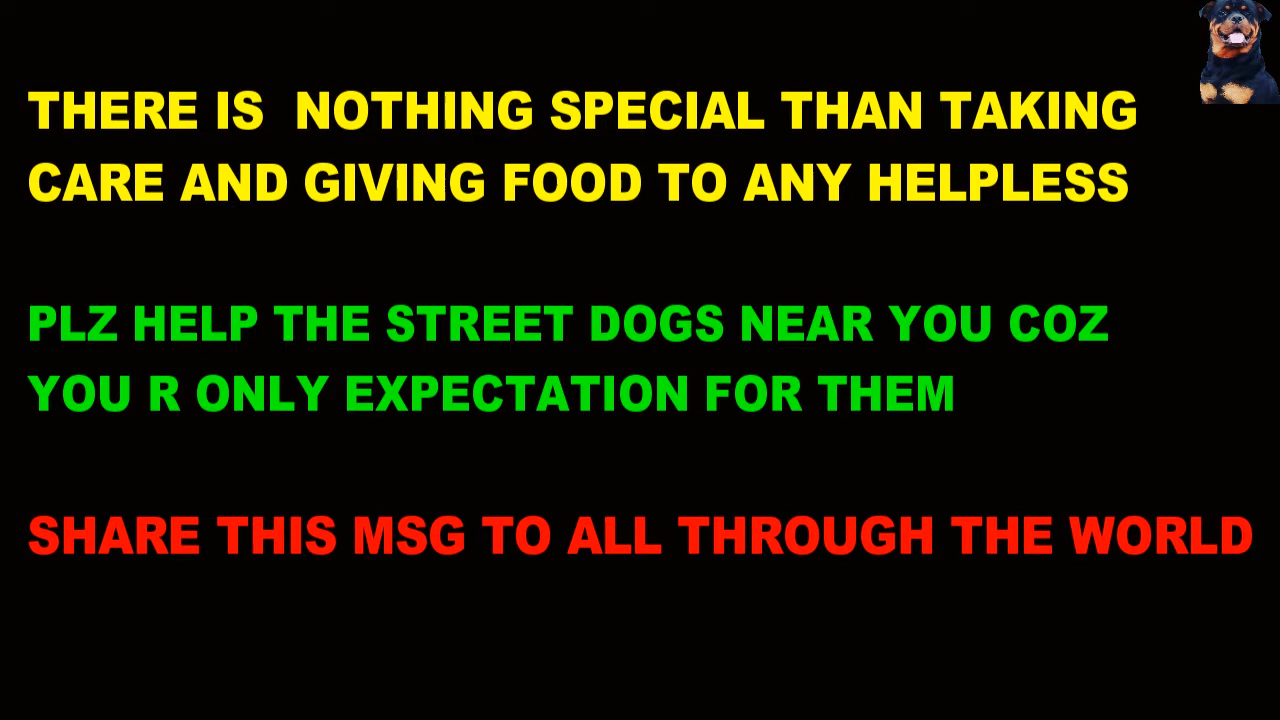 THERE IS  NOTHING SPECIAL THAN TAKING
CARE AND GIVING FOOD TO ANY HELPLESS
PLZ HELP THE STREET DOGS NEAR YOU COZ
YOU R ONLY EXPECTATION FOR THEM
SHARE THIS MSG TO ALL THROUGH THE WORLD